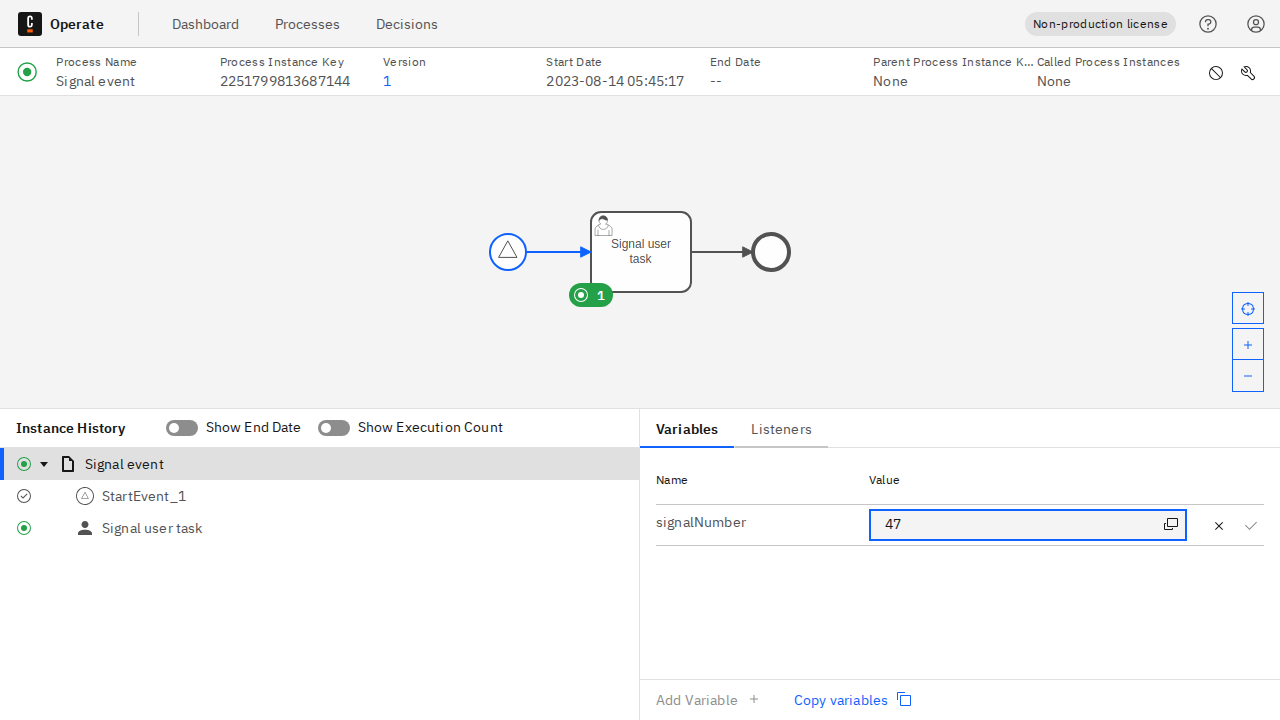 Operate
Dashboard
Processes
Decisions
Non-production license
Process Name
Signal event
Process Instance Key
2251799813687144
Version
1
Start Date
2023-08-14 05:45:17
End Date
--
Parent Process Instance K...
None
Called Process Instances
None
Signal user
task
1
Instance History
Show End Date
Show Execution Count
Signal event
StartEvent_1
Signal user task
Variables
Listeners
Name
Value
signalNumber
47
Add Variable
Copy variables